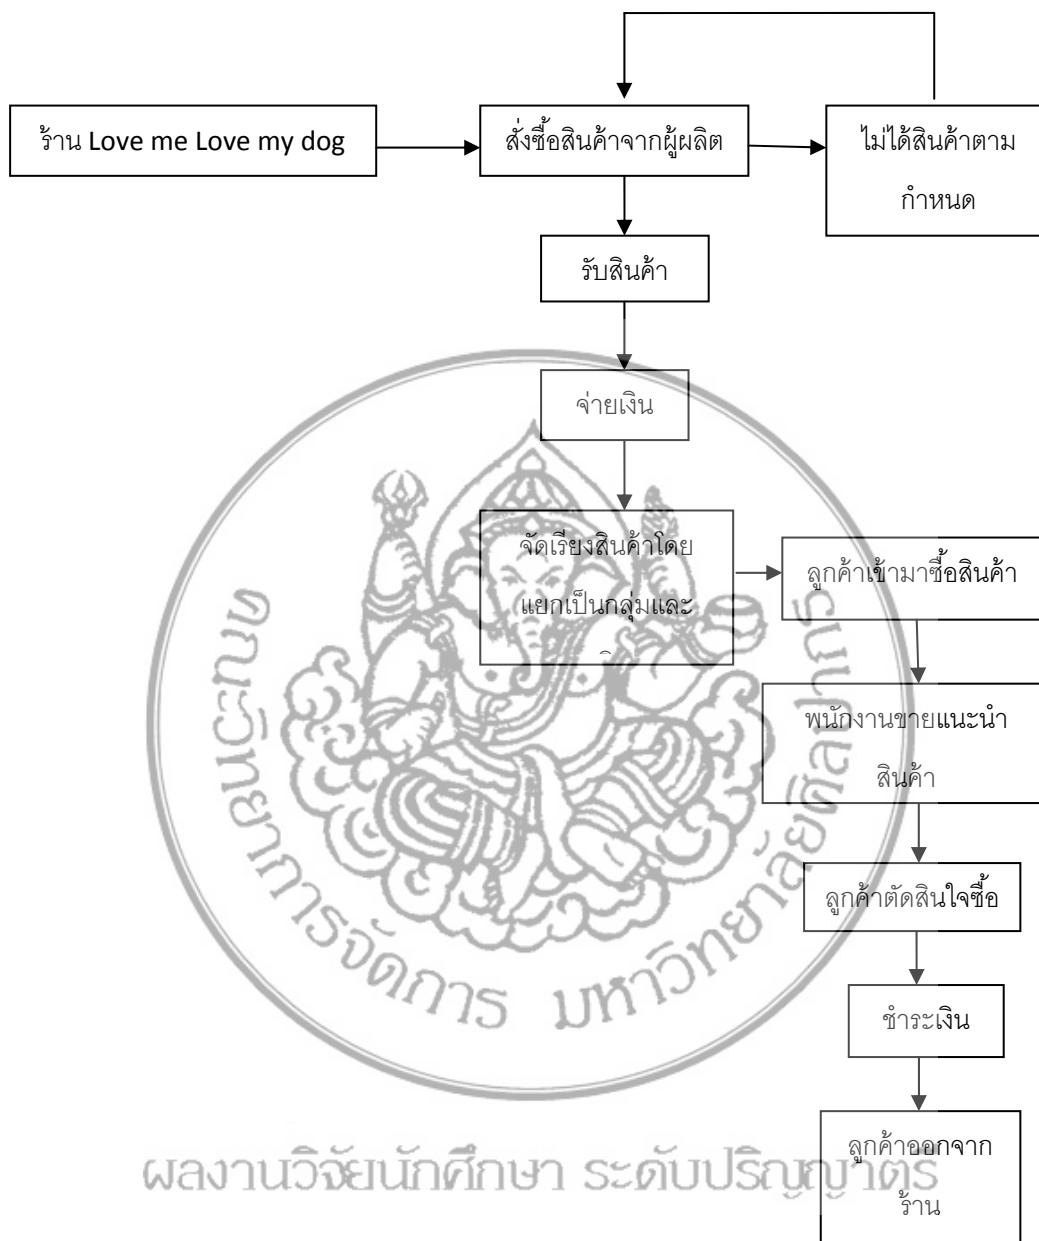 ร้าน Love me Love my dog
สั่งซื้อสินค้าจากผู้ผลิต
ไม่ได้สินค้าตาม
กำหนด
รับสินค้า
จ่ายเงิน
จัดเรียงสินค้าโดย
แยกเป็นกลุ่มและ
ลูกค้าเข้ามาซื้อสินค้า
พนักงานขายแนะนำ
สินค้า
ลูกค้าตัดสินใจซื้อ
ชำระเงิน
ลูกค้าออกจาก
ร้าน
คณะวิทยาการจัดการ มหาวิทยาลัยศิลปากร
ผลงานวิจัยนักศึกษา ระดับปริญญาตรี